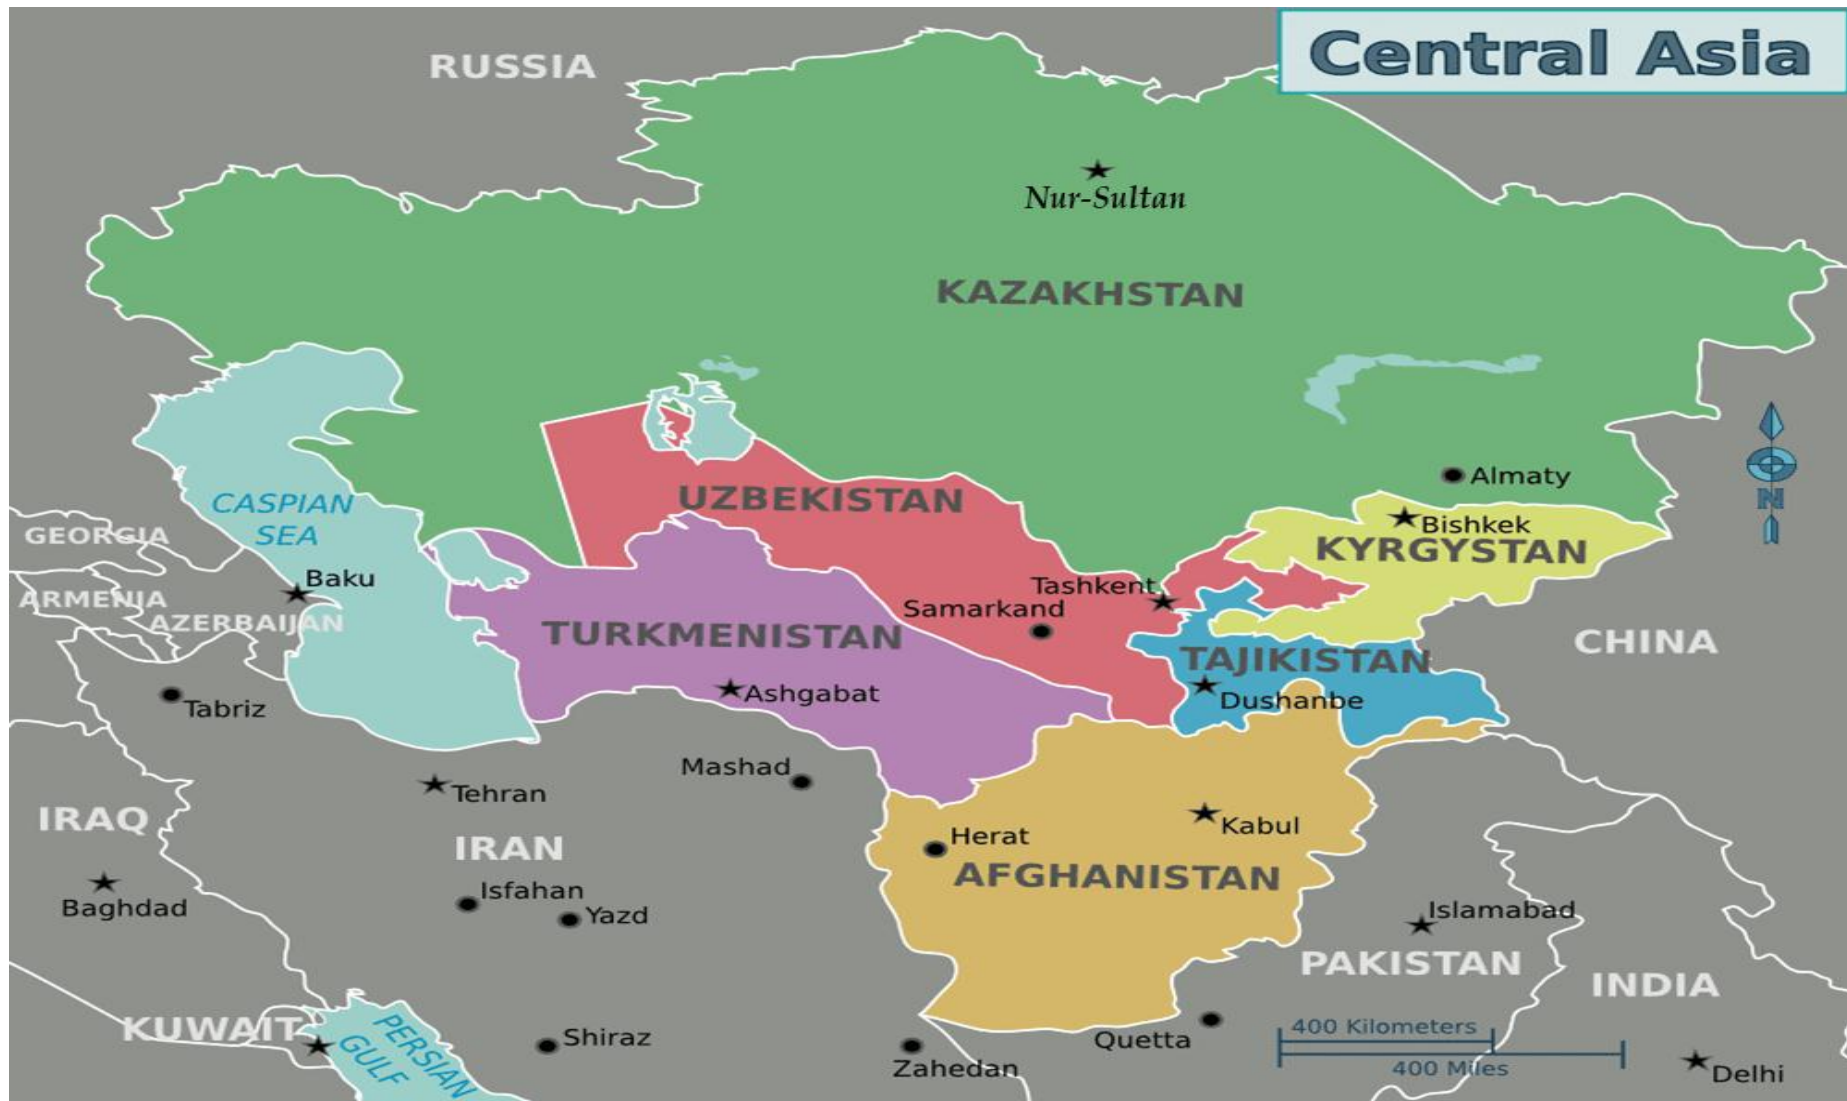 Central Asia
RUSSIA
Nur-Sultan
KAZAKHSTAN
Almaty
UZBEKISTAN
CASPIAN
SEA
Bishkek
KYRGYSTAN
N
GEORGIA
Baku
Tashkent
ARMENIA
Samarkand
AZERBAIJAN
TURKMENISTAN
CHINA
TAJIKISTAN
Ashgabat
Dushanbe
Tabriz
Mashad
Tehran
IRAQ
Kabul
Herat
IRAN
AFGHANISTAN
Isfahan
Baghdad
Yazd
Islamabad
PAKISTAN
INDIA
KUWAIT
PERSIAN
GULF
Shiraz
Quetta
400 Kilometers
400 Miles
Zahedan
Delhi